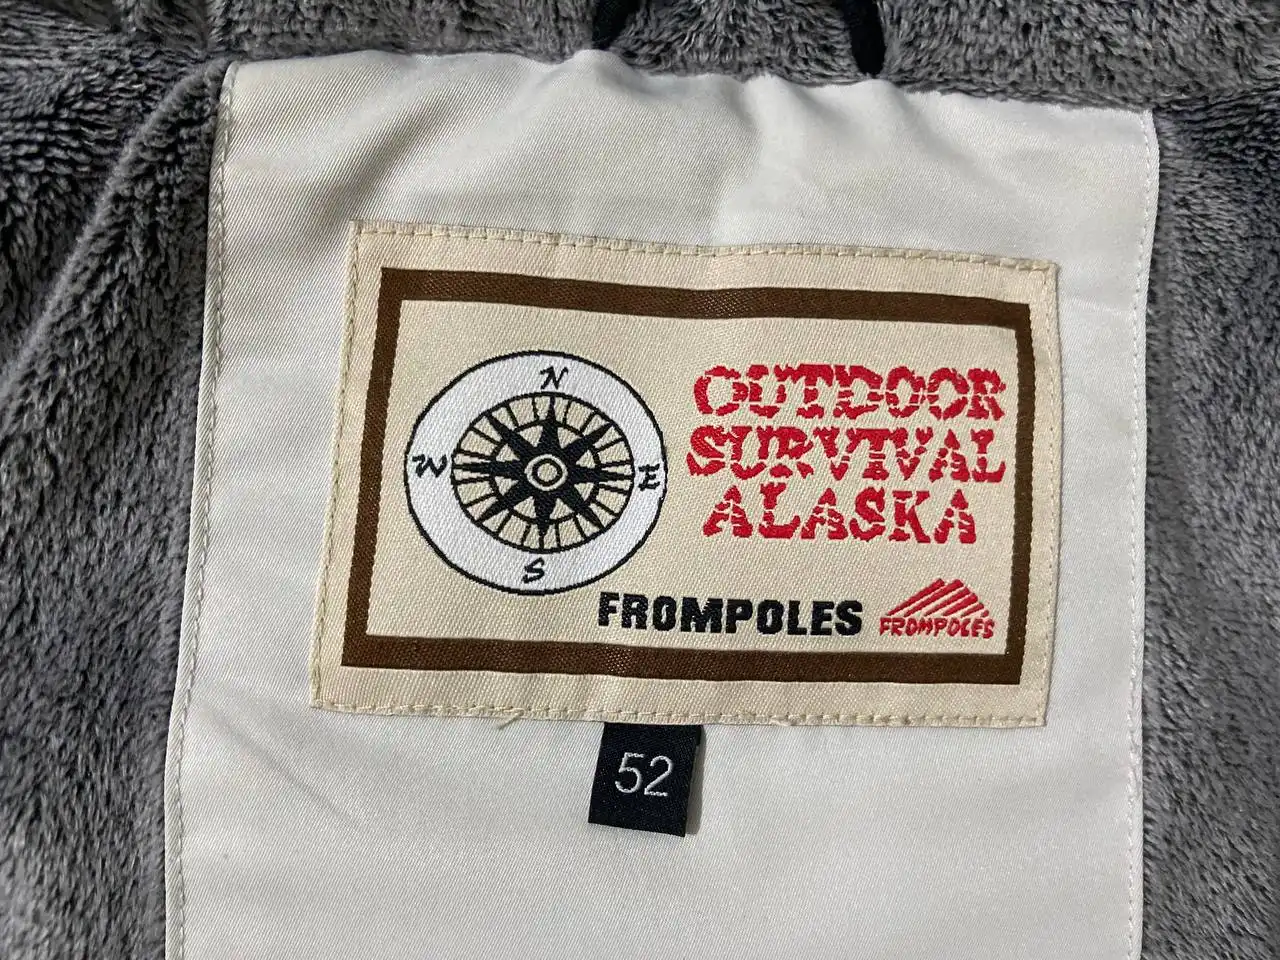 N
W
E
S
OUTDOOR
SURVIVAL
ALASKA
FROMPOLES
FROMPOLES
52